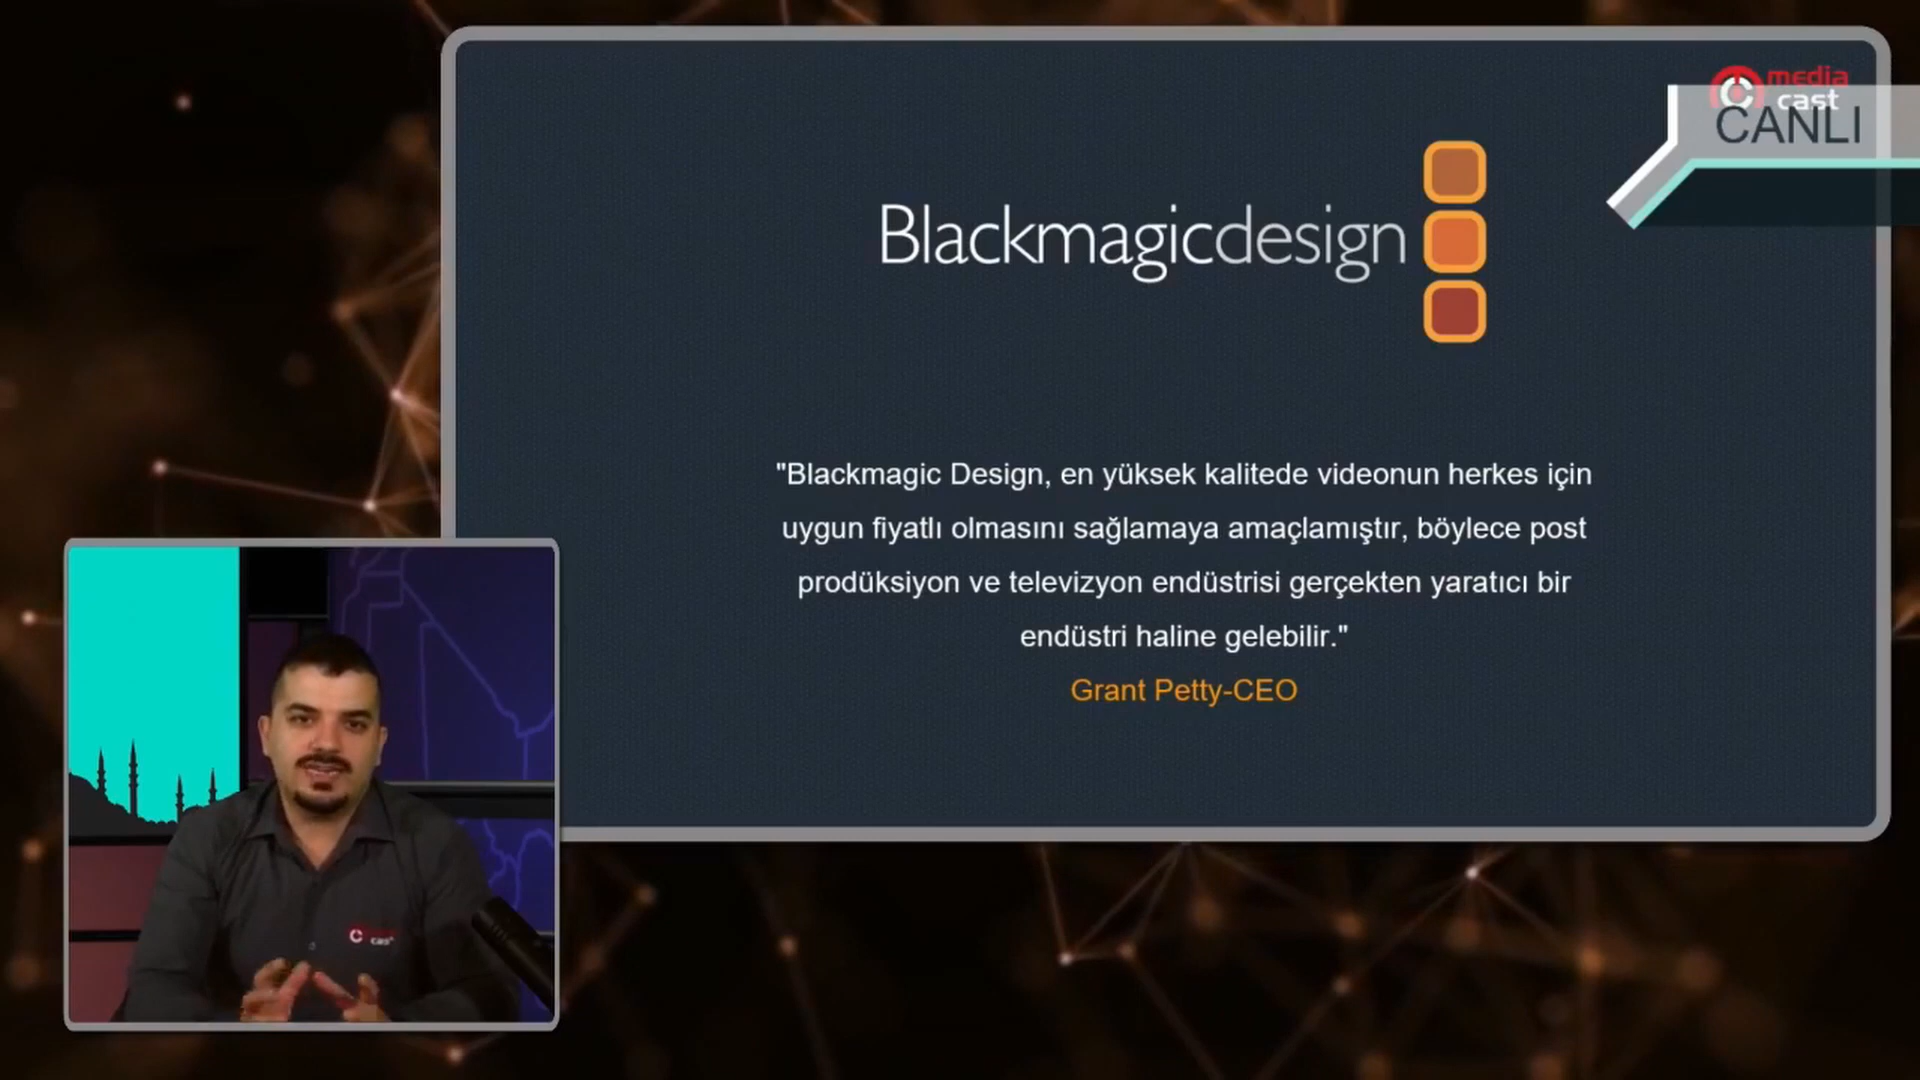 media
cast
CANLI
Blackmagicdesign
"Blackmagic Design, en yüksek kalitede videonun herkes için
uygun fiyatlı olmasını sağlamaya amaçlamıştır, böylece post
prodüksiyon ve televizyon endüstrisi gerçekten yaratıcı bir
endüstri haline gelebilir."
Grant Petty-CEO
cast